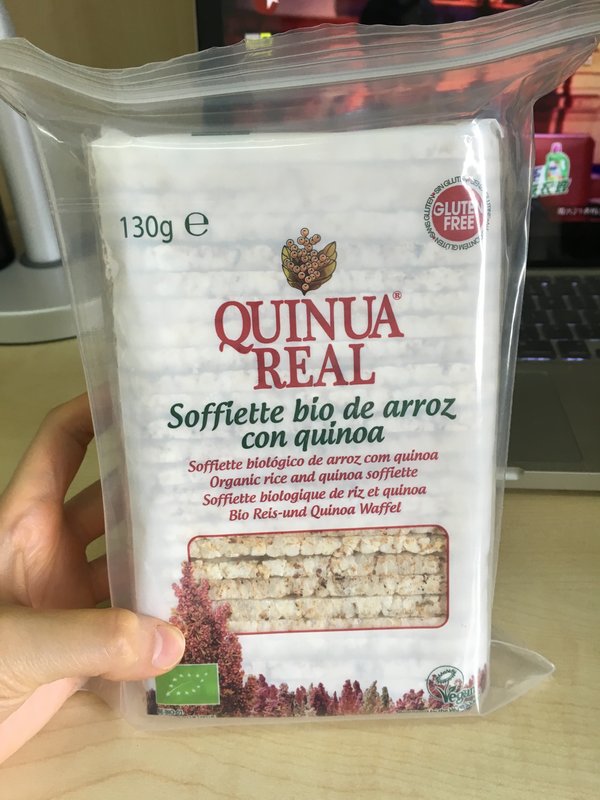 130g ℮
GLUTEN
FREE
QUINUA®
REAL
Soffiette bio de arroz
con quinoa
Soffiette biológico de arroz com quinoa
Organic rice and quinoa soffiette
Soffiette biologique de riz et quinoa
Bio Reis-und Quinoa Waffel
Vegan